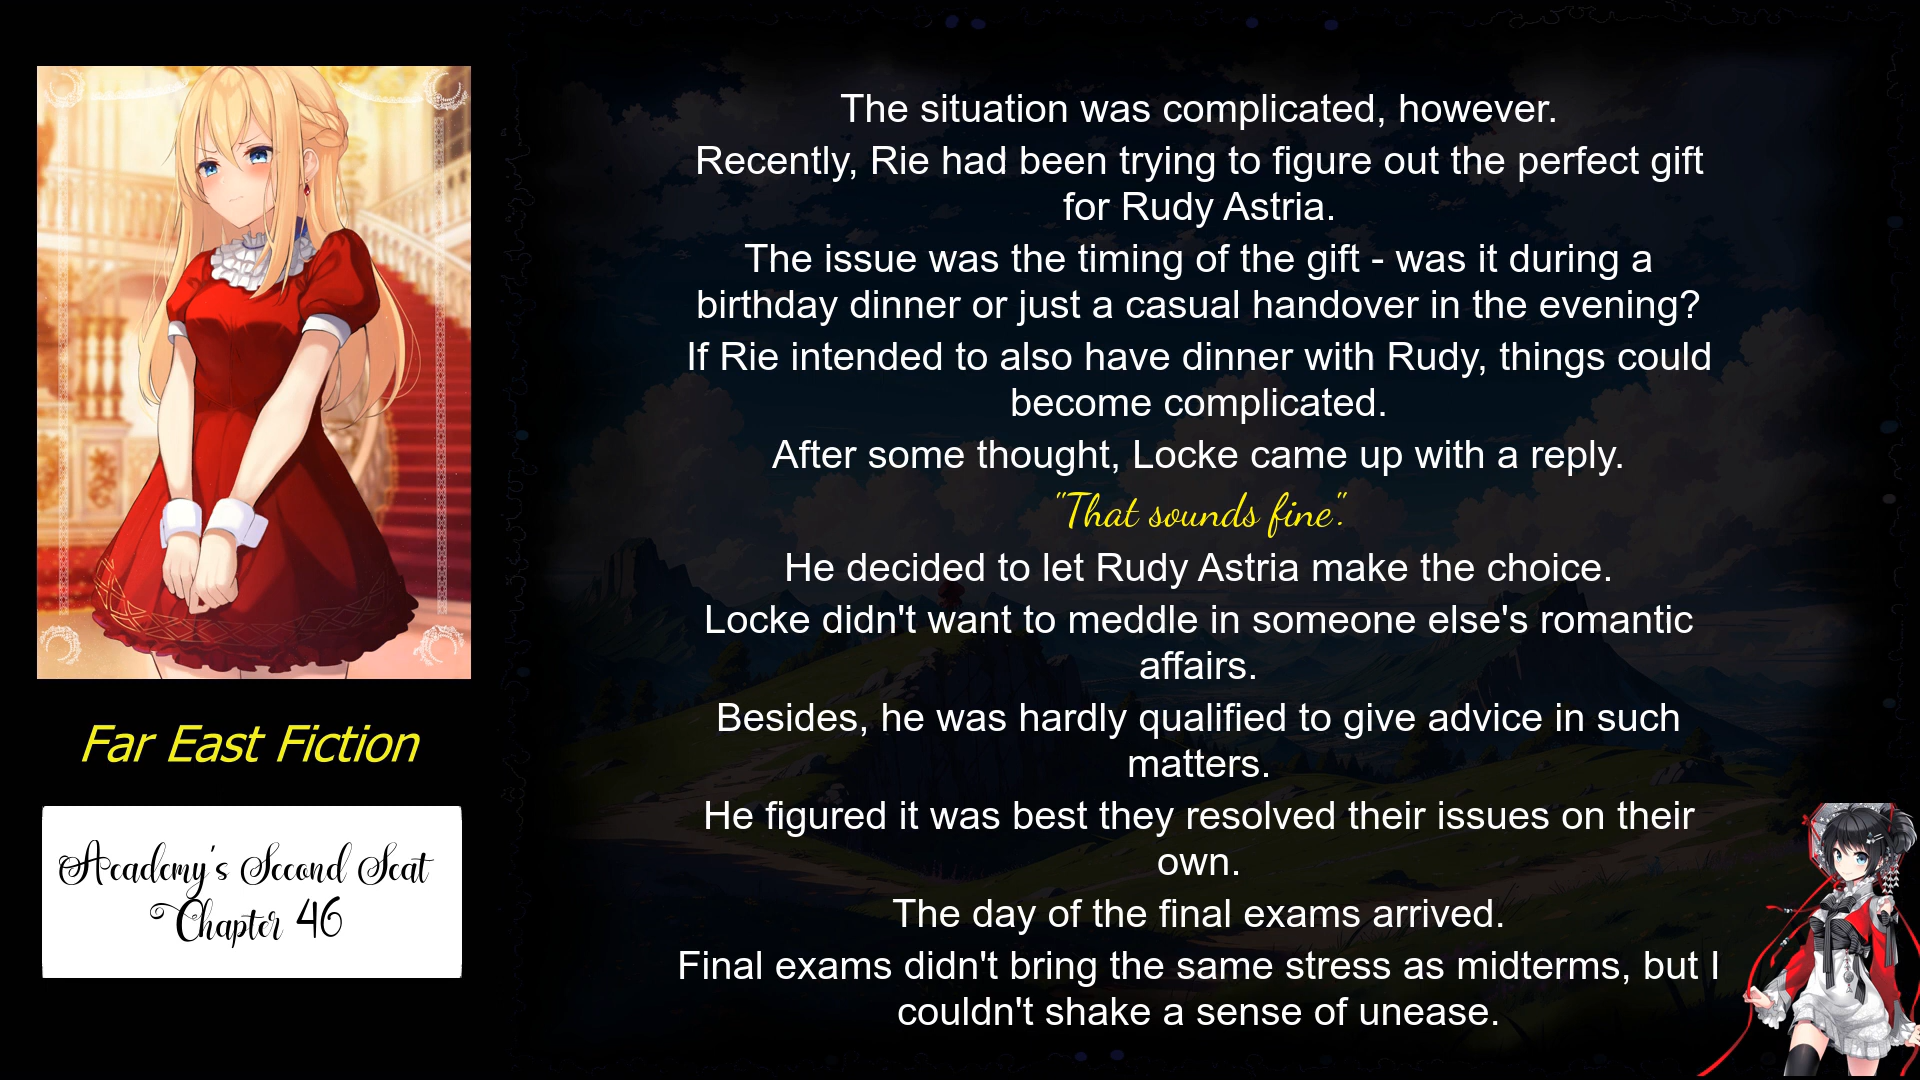 The situation was complicated, however.
Recently, Rie had been trying to figure out the perfect gift
for Rudy Astria.
The issue was the timing of the gift - was it during a
birthday dinner or just a casual handover in the evening?
If Rie intended to also have dinner with Rudy, things could
become complicated.
After some thought, Locke came up with a reply.
"That sounds fine".
He decided to let Rudy Astria make the choice.
Locke didn't want to meddle in someone else's romantic
affairs.
Besides, he was hardly qualified to give advice in such
matters.
He figured it was best they resolved their issues on their
own.
The day of the final exams arrived.
Final exams didn't bring the same stress as midterms, but I
couldn't shake a sense of unease.
Far East Fiction
Academy's Second Seat
Chapter 46